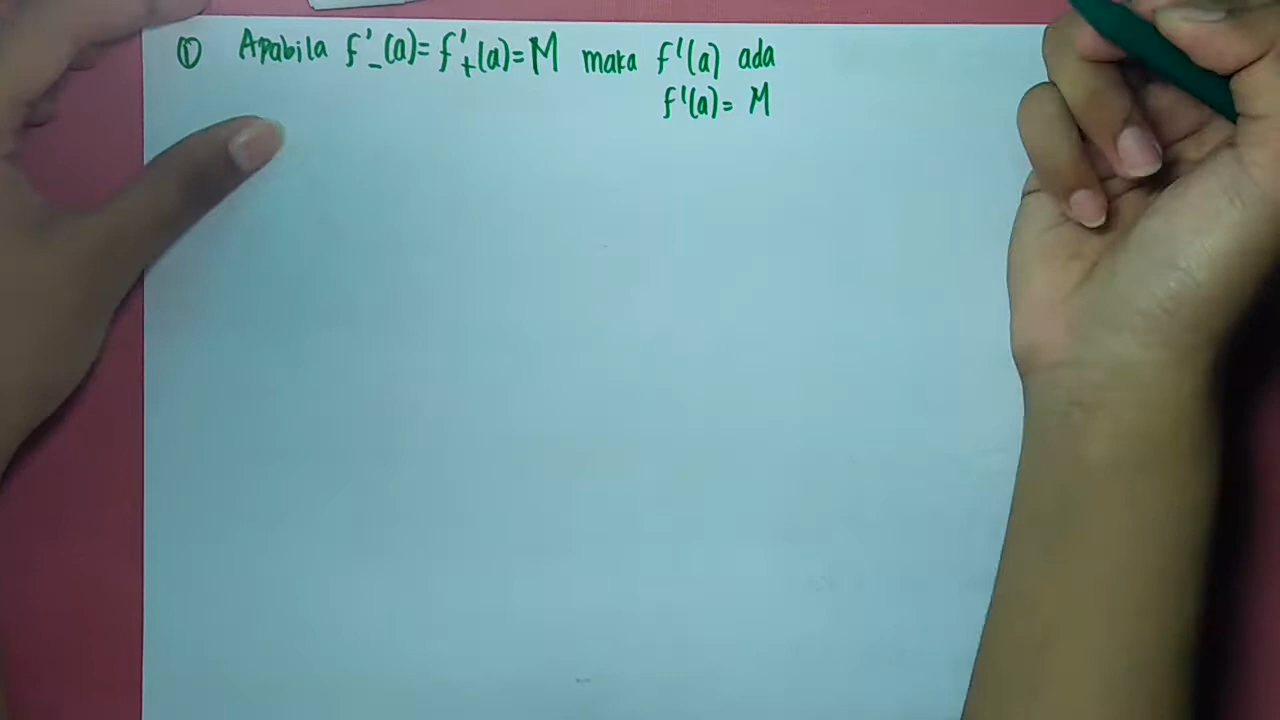 ① Apabila f'₋(a) = f'₊(a) = M maka f'(a) ada
f'(a) = M